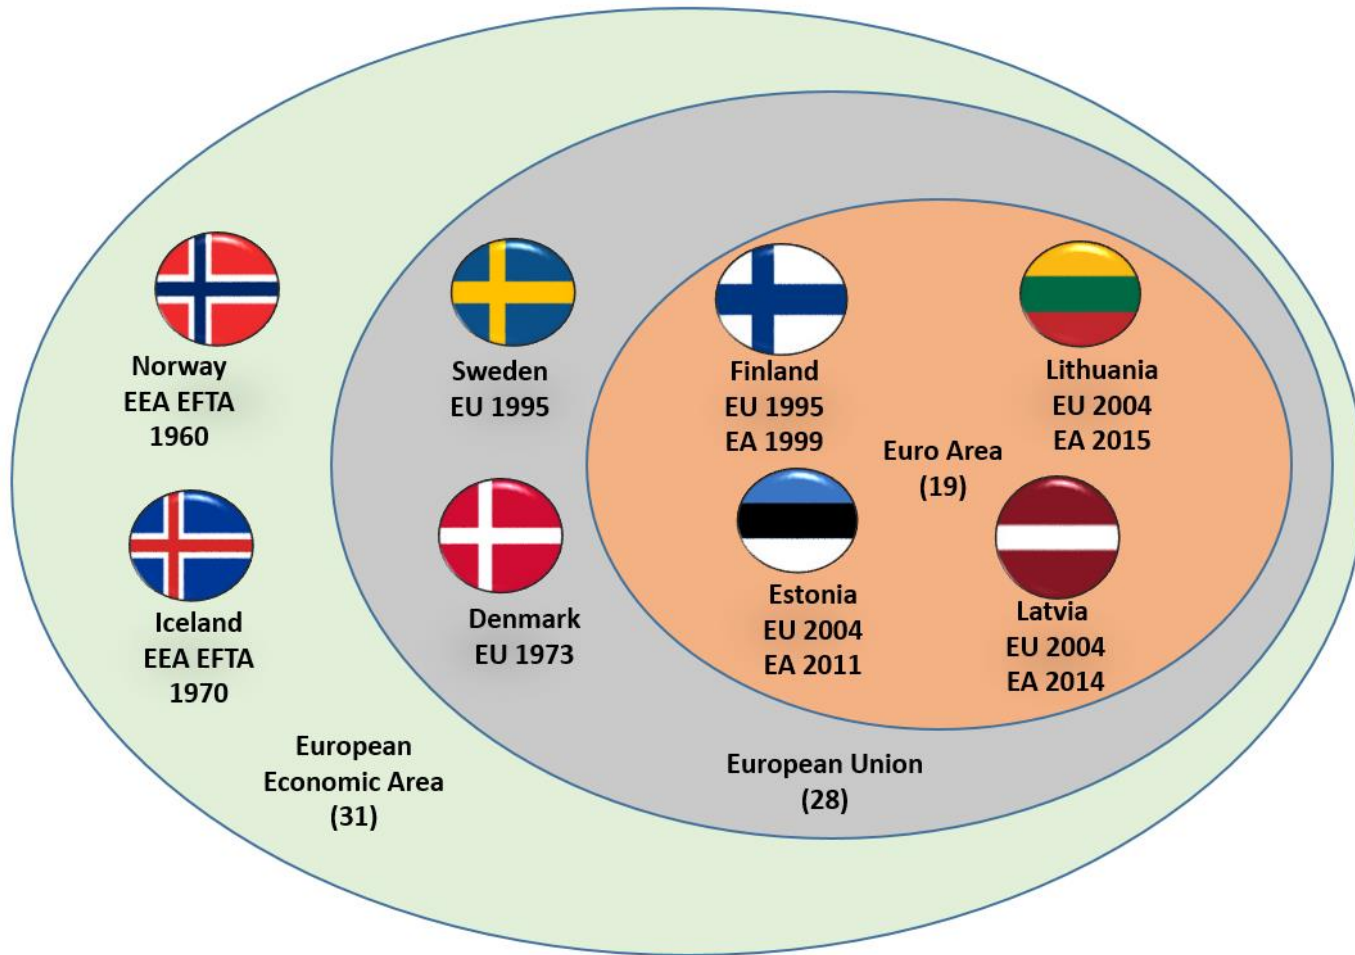 Norway
EEA EFTA
1960
Sweden
EU 1995
Finland
EU 1995
EA 1999
Lithuania
EU 2004
EA 2015
Euro Area
(19)
Iceland
EEA EFTA
1970
Denmark
EU 1973
Estonia
EU 2004
EA 2011
Latvia
EU 2004
EA 2014
European
Economic Area
(31)
European Union
(28)